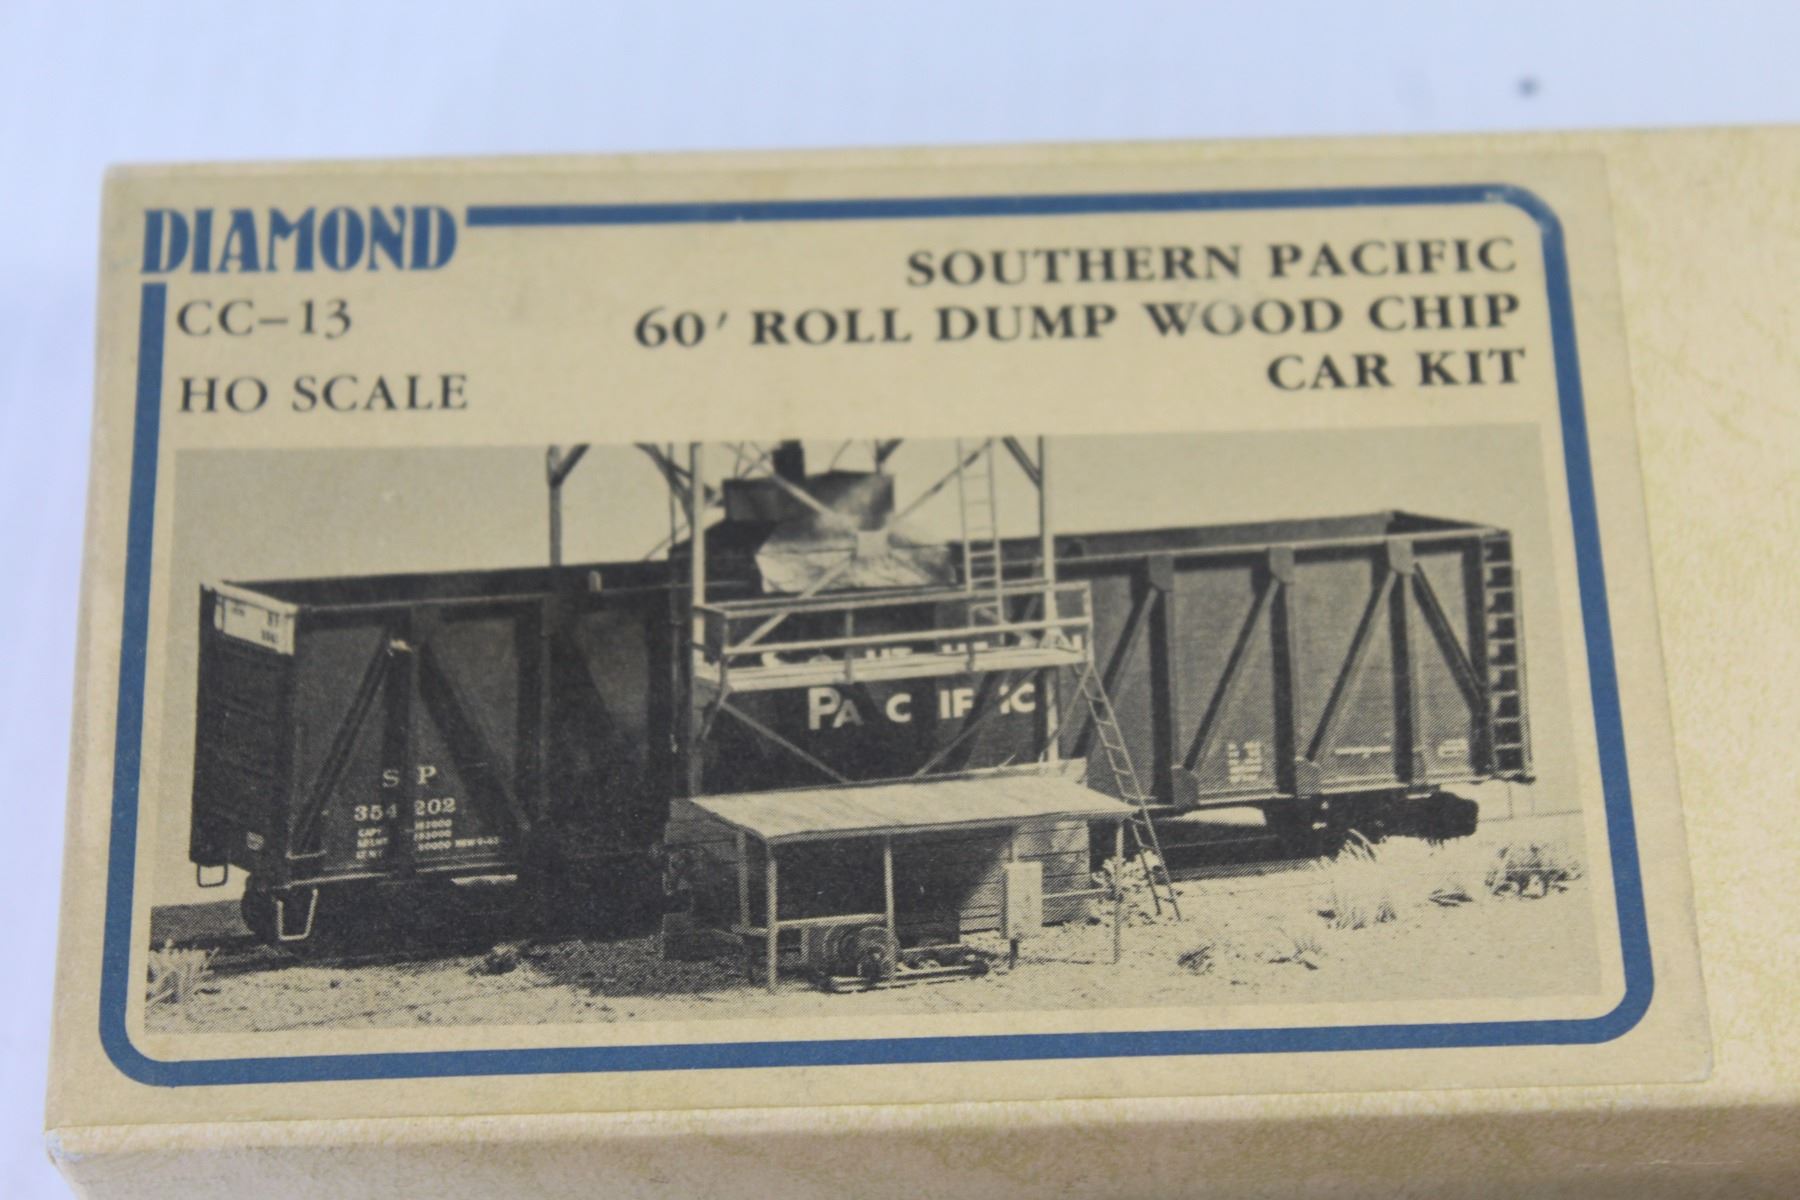 DIAMOND
CC-13
HO SCALE
SOUTHERN PACIFIC
60' ROLL DUMP WOOD CHIP
CAR KIT
PACIFIC
SP
354202